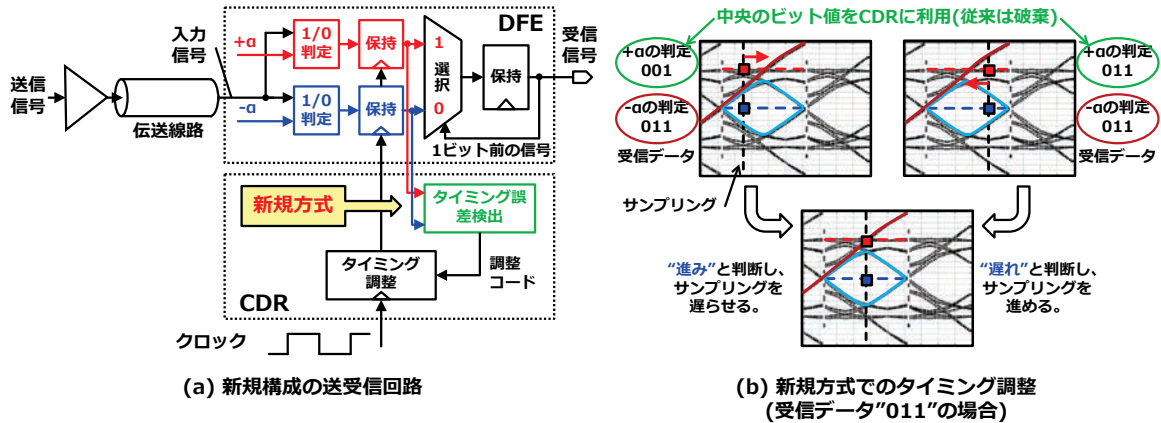 送信
信号
伝送線路
入力
信号
+α
-α
1/0
判定
1/0
判定
保持
保持
1
選
択
0
保持
DFE
受信
信号
1ビット前の信号
新規方式
タイミング誤
差検出
タイミング
調整
調整
コード
CDR
クロック
(a) 新規構成の送受信回路
中央のビット値をCDRに利用(従来は破棄)
+αの判定
001
-αの判定
011
受信データ
+αの判定
011
-αの判定
011
受信データ
サンプリング
“進み”と判断し、
サンプリングを
遅らせる。
“遅れ”と判断し、
サンプリングを
進める。
(b) 新規方式でのタイミング調整
(受信データ”011”の場合)